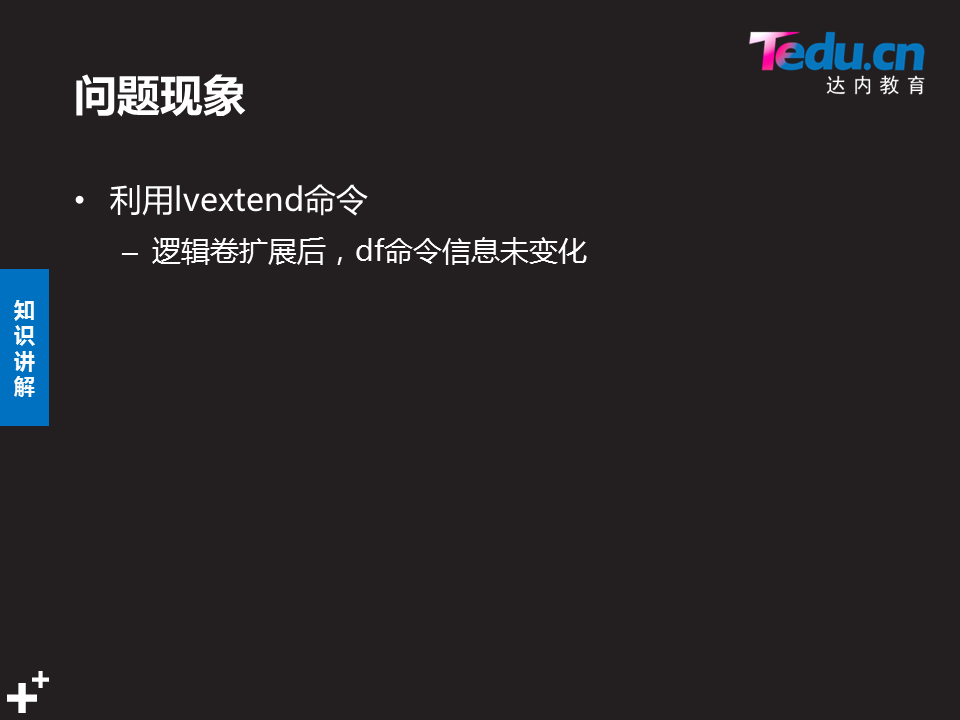 Tedu.cn
达内教育
问题现象
• 利用lvextend命令
– 逻辑卷扩展后，df命令信息未变化
知
识
讲
解